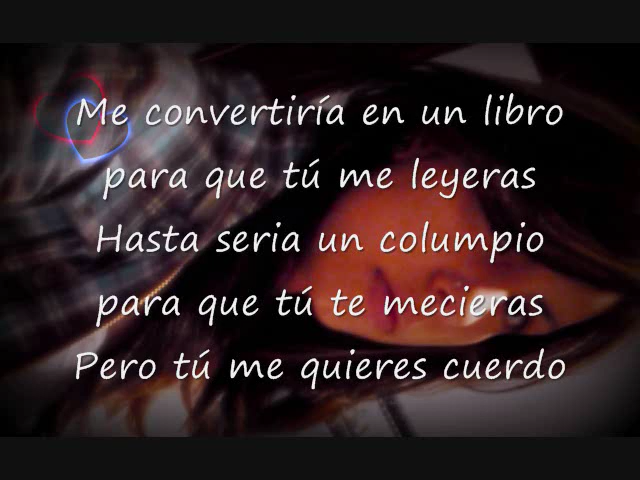 Me convertiría en un libro
para que tú me leyeras
Hasta seria un columpio
para que tú te mecieras
Pero tú me quieres cuerdo